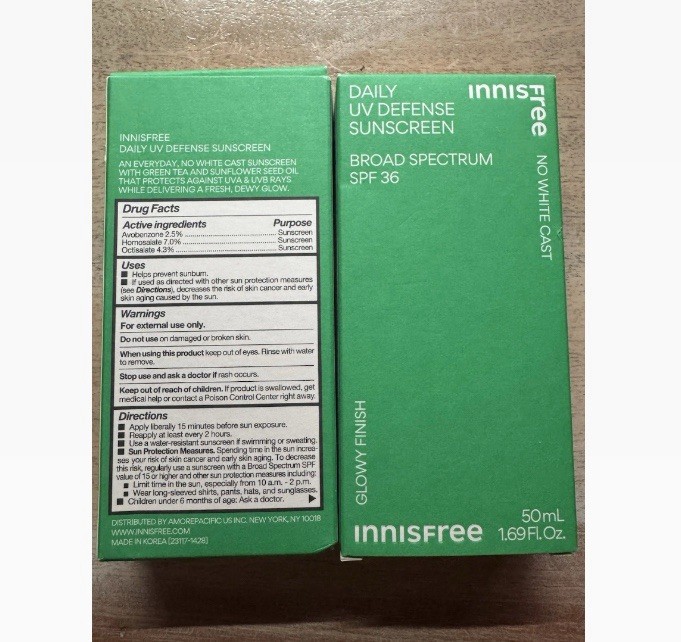 INNISFREE
DAILY UV DEFENSE SUNSCREEN
AN EVERYDAY, NO WHITE CAST SUNSCREEN
WITH GREEN TEA AND SUNFLOWER SEED OIL
THAT PROTECTS AGAINST UVA & UVB RAYS
WHILE DELIVERING A FRESH, DEWY GLOW.
Drug Facts
Active ingredients Purpose
Avobenzone 2.5% ........ Sunscreen
Homosalate 7.0% ........ Sunscreen
Octisalate 4.3% ........ Sunscreen
Uses
■ Helps prevent sunburn.
■ If used as directed with other sun protection measures
(see Directions), decreases the risk of skin cancer and early
skin aging caused by the sun.
Warnings
For external use only.
Do not use on damaged or broken skin.
When using this product keep out of eyes. Rinse with water
to remove.
Stop use and ask a doctor if rash occurs.
Keep out of reach of children. If product is swallowed, get
medical help or contact a Poison Control Center right away.
Directions
■ Apply liberally 15 minutes before sun exposure.
■ Reapply at least every 2 hours.
■ Use a water-resistant sunscreen if swimming or sweating.
■ Sun Protection Measures. Spending time in the sun increa-
ses your risk of skin cancer and early skin aging. To decrease
this risk, regularly use a sunscreen with a Broad Spectrum SPF
value of 15 or higher and other sun protection measures including:
■ Limit time in the sun, especially from 10 a.m. - 2 p.m.
■ Wear long-sleeved shirts, pants, hats, and sunglasses.
■ Children under 6 months of age: Ask a doctor.
DISTRIBUTED BY AMOREPACIFIC US INC. NEW YORK, NY 10018
WWW.INNISFREE.COM
MADE IN KOREA [23117-1428]
DAILY
UV DEFENSE
SUNSCREEN
BROAD SPECTRUM
SPF 36
innisfree
NO WHITE CAST
GLOWY FINISH
innisfree
50 mL
1.69 Fl. Oz.